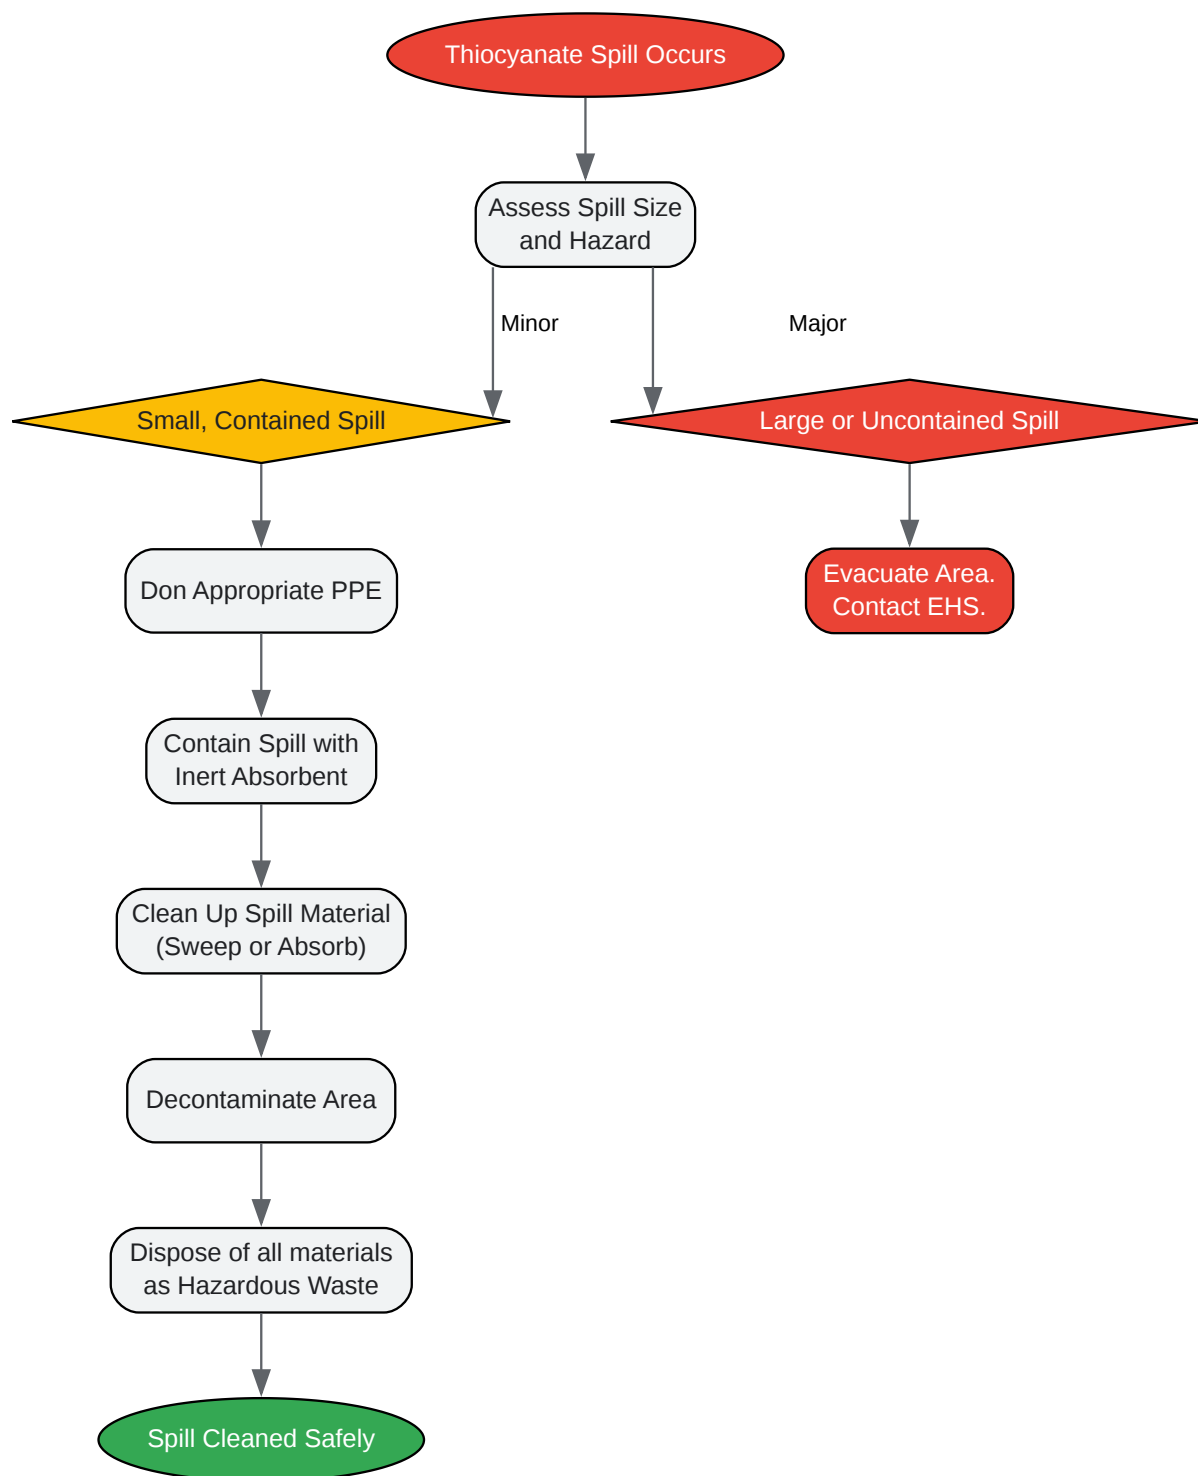 Thiocyanate Spill Occurs
Assess Spill Size
and Hazard
Minor
Major
Small, Contained Spill
Large or Uncontained Spill
Don Appropriate PPE
Evacuate Area.
Contact EHS.
Contain Spill with
Inert Absorbent
Clean Up Spill Material
(Sweep or Absorb)
Decontaminate Area
Dispose of all materials
as Hazardous Waste
Spill Cleaned Safely